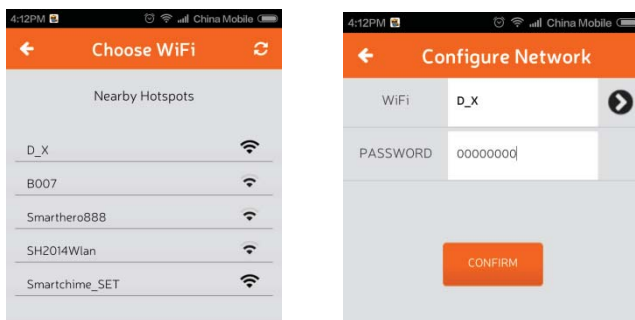 4:12PM China Mobile
Choose WiFi
Nearby Hotspots
D_X
B007
Smarthero888
SH2014Wlan
Smartchime_SET
4:12PM China Mobile
Configure Network
WiFi D_X
PASSWORD 00000000
CONFIRM